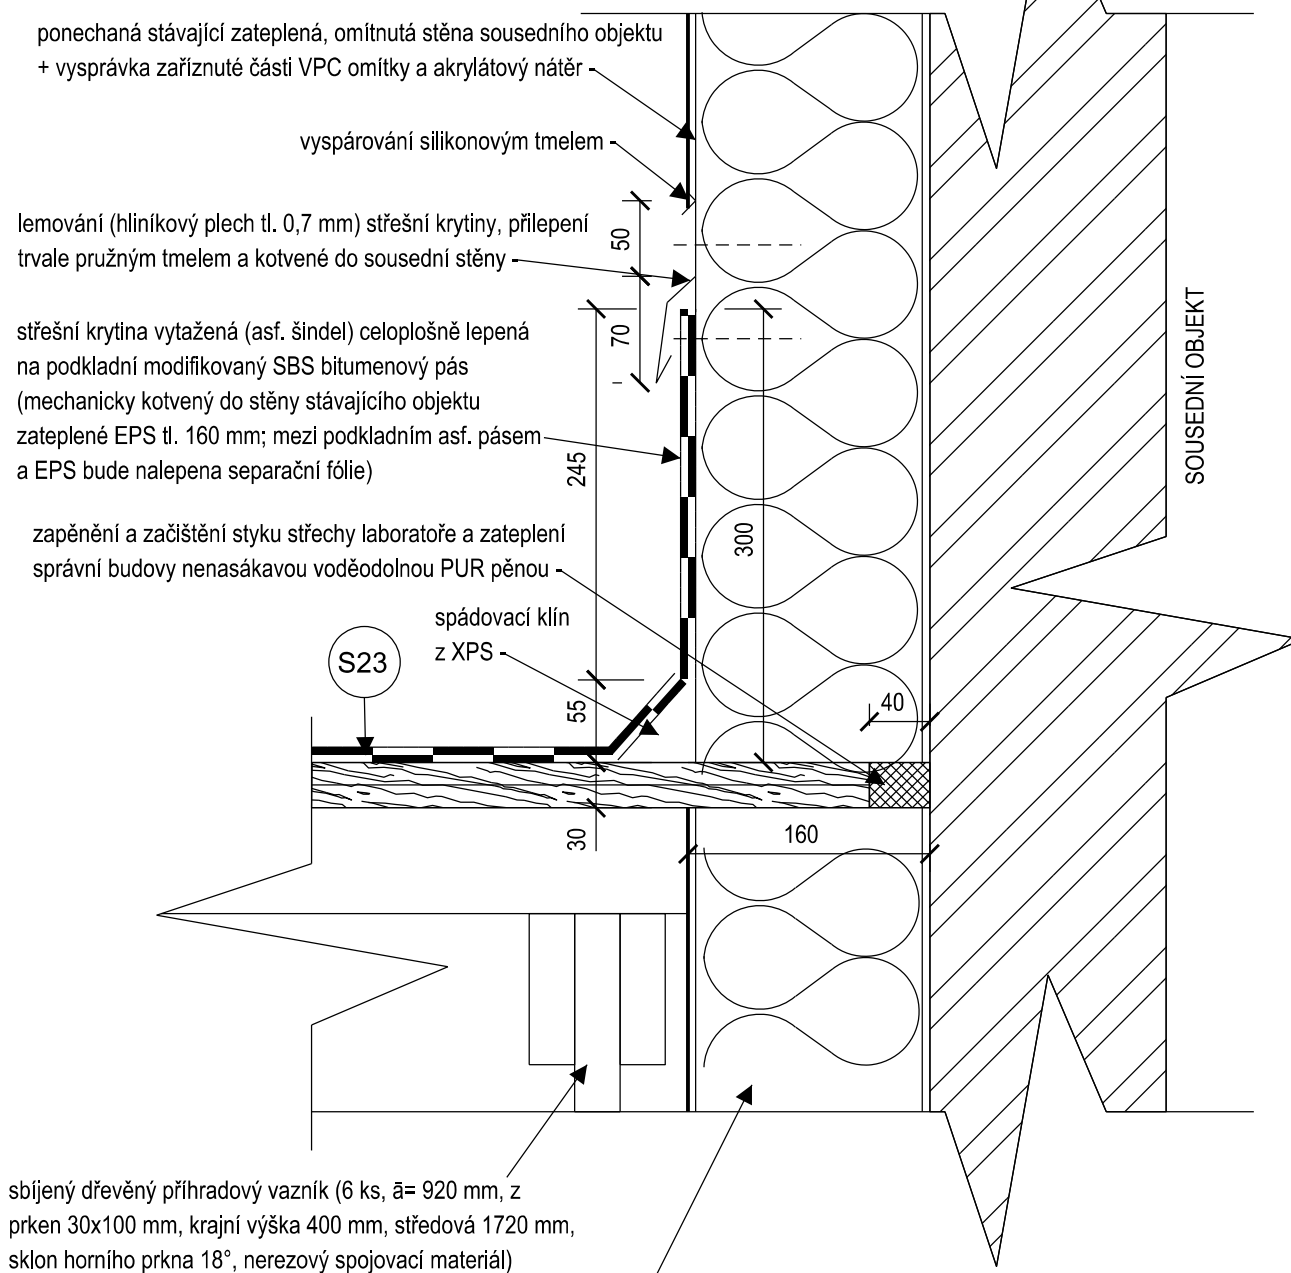 ponechaná stávající zateplená, omítnutá stěna sousedního objektu
+ vysprávka zaříznuté části VPC omítky a akrylátový nátěr
vyspárování silikonovým tmelem
lemování (hliníkový plech tl. 0,7 mm) střešní krytiny, přilepení
trvale pružným tmelem a kotvené do sousední stěny
50
70
střešní krytina vytažená (asf. šindel) celoplošně lepená
na podkladní modifikovaný SBS bitumenový pás
(mechanicky kotvený do stěny stávajícího objektu
zateplené EPS tl. 160 mm; mezi podkladním asf. pásem
a EPS bude nalepena separační fólie)
245
300
SOUSEDNÍ OBJEKT
zapěnění a začištění styku střechy laboratoře a zateplení
správní budovy nenasákavou voděodolnou PUR pěnou
spádovací klín
z XPS
S23
55
40
30
160
sbíjený dřevěný příhradový vazník (6 ks, ā= 920 mm, z
prken 30x100 mm, krajní výška 400 mm, středová 1720 mm,
sklon horního prkna 18°, nerezový spojovací materiál)